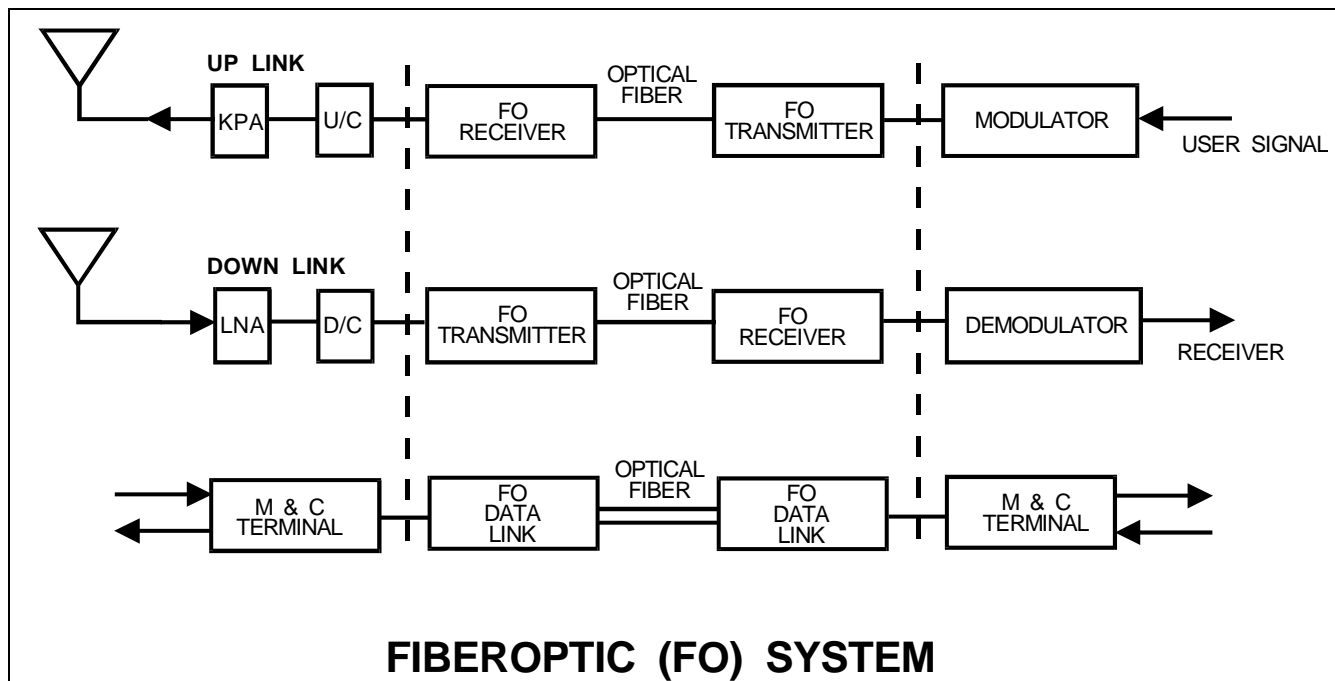 UP LINK
KPA
U/C
FO
RECEIVER
OPTICAL
FIBER
FO
TRANSMITTER
MODULATOR
USER SIGNAL
DOWN LINK
LNA
D/C
FO
TRANSMITTER
OPTICAL
FIBER
FO
RECEIVER
DEMODULATOR
RECEIVER
M & C
TERMINAL
FO
DATA
LINK
OPTICAL
FIBER
FO
DATA
LINK
M & C
TERMINAL
FIBEROPTIC (FO) SYSTEM